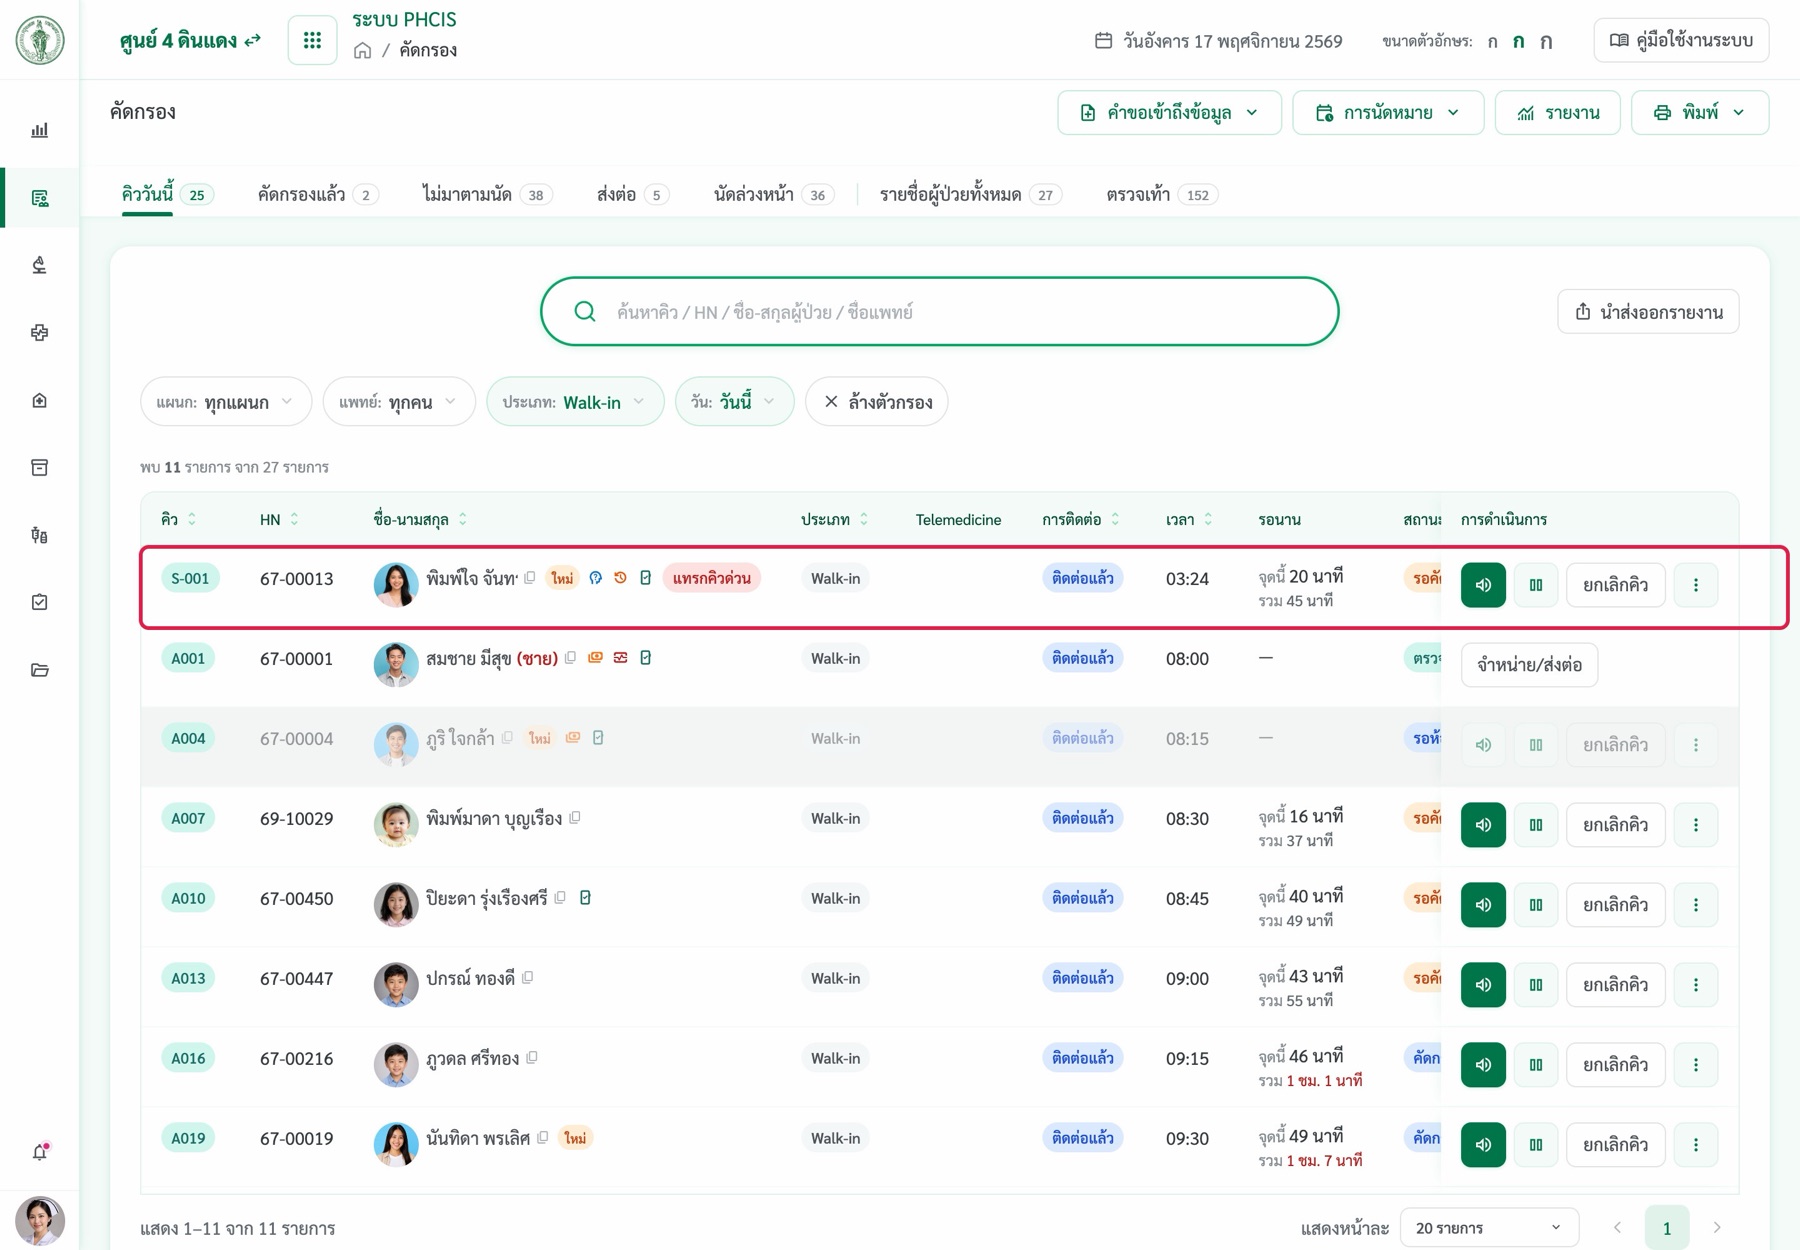 ศูนย์ 4 ดินแดง
ระบบ PHCIS
/ คัดกรอง
วันอังคาร 17 พฤศจิกายน 2569
ขนาดตัวอักษร: ก ก ก
คู่มือใช้งานระบบ
คัดกรอง
คำขอเข้าถึงข้อมูล
การนัดหมาย
รายงาน
พิมพ์
คิววันนี้ 25
คัดกรองแล้ว 2
ไม่มาตามนัด 38
ส่งต่อ 5
นัดล่วงหน้า 36
รายชื่อผู้ป่วยทั้งหมด 27
ตรวจเท้า 152
ค้นหาคิว / HN / ชื่อ-สกุลผู้ป่วย / ชื่อแพทย์
นำส่งออกรายงาน
แผนก: ทุกแผนก
แพทย์: ทุกคน
ประเภท: Walk-in
วัน: วันนี้
ล้างตัวกรอง
พบ 11 รายการ จาก 27 รายการ
คิว HN ชื่อ-นามสกุล ประเภท Telemedicine การติดต่อ เวลา รอนาน สถานะ การดำเนินการ
S-001 67-00013 พิมพ์ใจ จันท ใหม่ แทรกคิวด่วน Walk-in ติดต่อแล้ว 03:24 จุดนี้ 20 นาที รอคั ยกเลิกคิว
รวม 45 นาที
A001 67-00001 สมชาย มีสุข (ชาย) Walk-in ติดต่อแล้ว 08:00 — ตรวจ จำหน่าย/ส่งต่อ
A004 67-00004 ภูริ ใจกล้า ใหม่ Walk-in ติดต่อแล้ว 08:15 — รอห้ ยกเลิกคิว
A007 69-10029 พิมพ์มาดา บุญเรือง Walk-in ติดต่อแล้ว 08:30 จุดนี้ 16 นาที รอคั ยกเลิกคิว
รวม 37 นาที
A010 67-00450 ปิยะดา รุ่งเรืองศรี Walk-in ติดต่อแล้ว 08:45 จุดนี้ 40 นาที รอคั ยกเลิกคิว
รวม 49 นาที
A013 67-00447 ปกรณ์ ทองดี Walk-in ติดต่อแล้ว 09:00 จุดนี้ 43 นาที รอคั ยกเลิกคิว
รวม 55 นาที
A016 67-00216 ภูวดล ศรีทอง Walk-in ติดต่อแล้ว 09:15 จุดนี้ 46 นาที คัดก ยกเลิกคิว
รวม 1 ชม. 1 นาที
A019 67-00019 นันทิดา พรเลิศ ใหม่ Walk-in ติดต่อแล้ว 09:30 จุดนี้ 49 นาที คัดก ยกเลิกคิว
รวม 1 ชม. 7 นาที
แสดง 1–11 จาก 11 รายการ
แสดงหน้าละ 20 รายการ 1